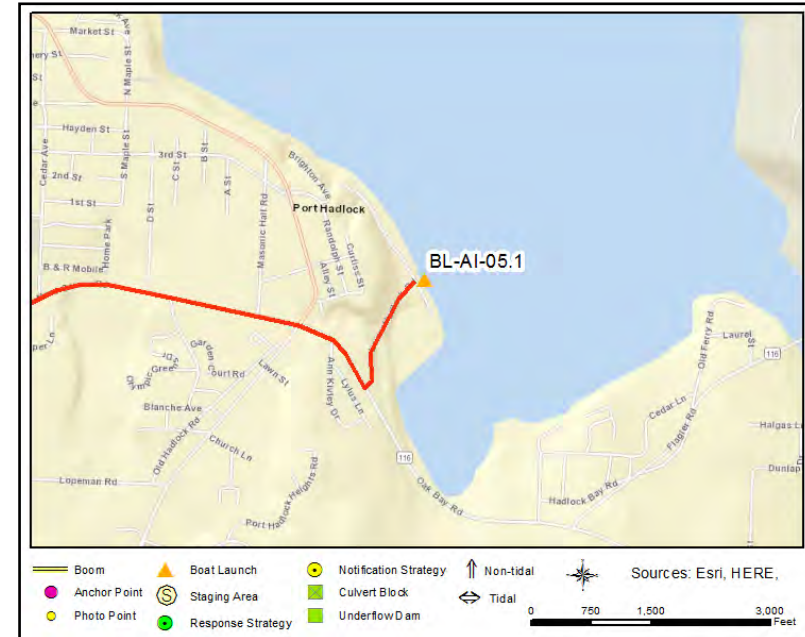 Market St
N Maple St
Hayden St
3rd St
B St
2nd St
C St
A St
1st St
Cedar Ave
S Maple St
D St
Home Park
Masonic Hall Rd
Brighton Ave
Port Hadlock
Randolph St
Curtiss St
Alley St
B & R Mobile
BL-AI-05.1
Garden
Court Rd
Lawn St
Ann Kivley Dr
Lylus Ln
Blanche Ave
Old Hadlock Rd
Church Ln
Lopeman Rd
Port Hadlock Heights Rd
116
Oak Bay Rd
Old Ferry Rd
Laurel
St
116
Cedar Ln
Flagler Rd
Halgas L
Dunlap
Hadlock Bay Rd
Boom
Boat Launch
Notification Strategy
Non-tidal
Sources: Esri, HERE,
Anchor Point
S
Staging Area
Culvert Block
Tidal
Photo Point
Response Strategy
Underflow Dam
0 750 1,500 3,000
Feet